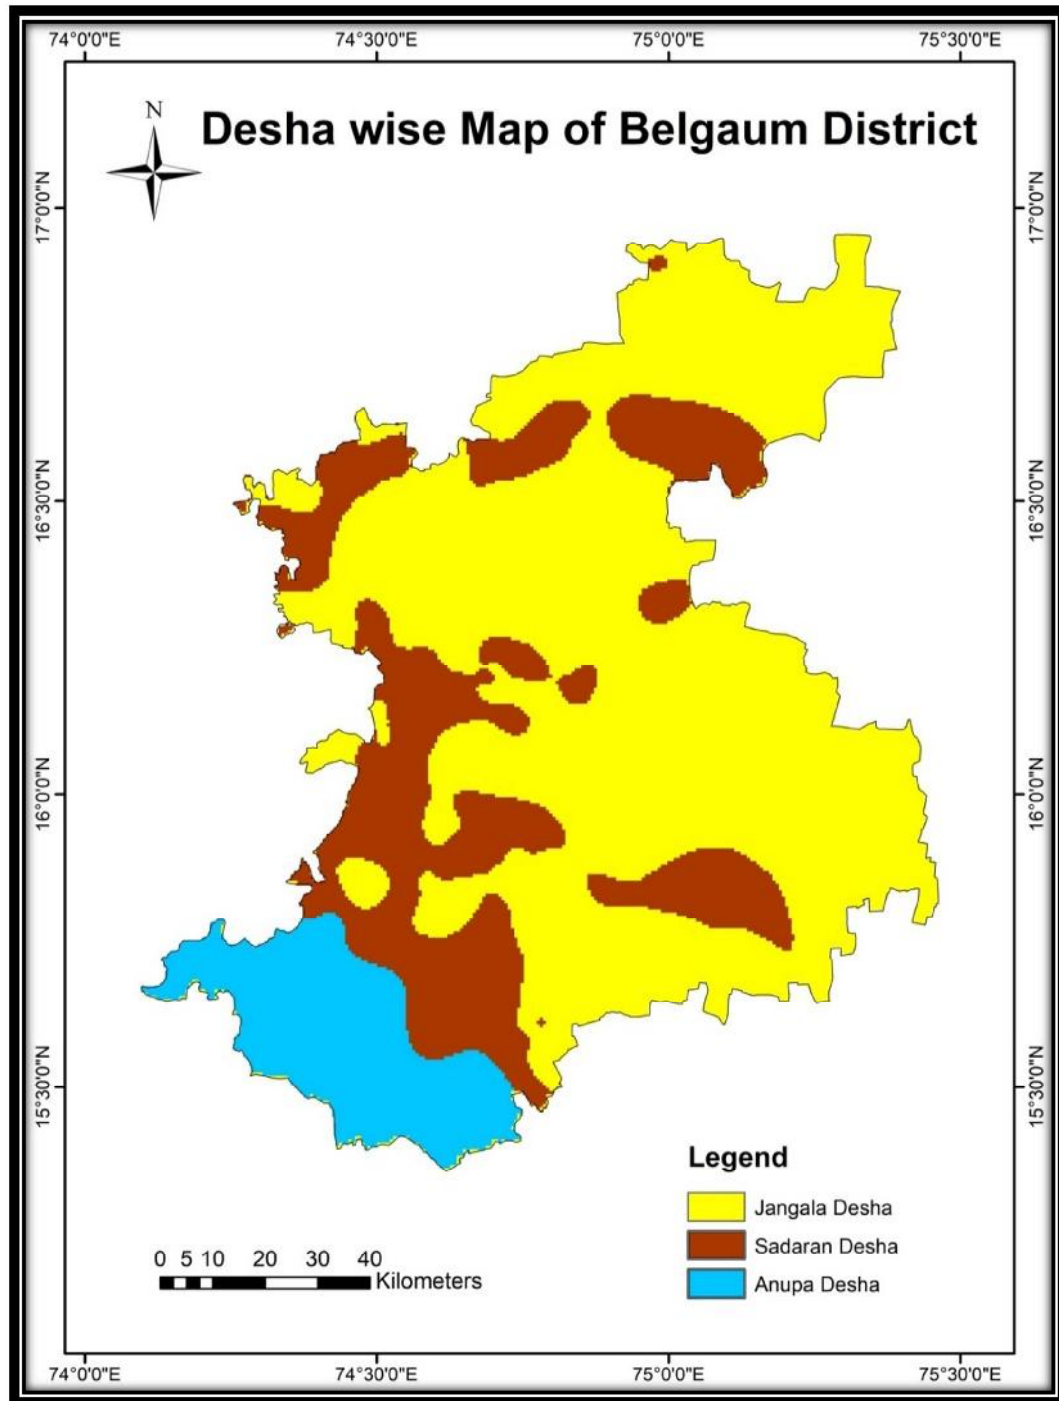 74°0'0"E 74°30'0"E 75°0'0"E 75°30'0"E
N
Desha wise Map of Belgaum District
17°0'0"N 17°0'0"N
16°30'0"N 16°30'0"N
16°0'0"N 16°0'0"N
15°30'0"N 15°30'0"N
Legend
Jangala Desha
Sadaran Desha
Anupa Desha
0 5 10 20 30 40
Kilometers
74°0'0"E 74°30'0"E 75°0'0"E 75°30'0"E